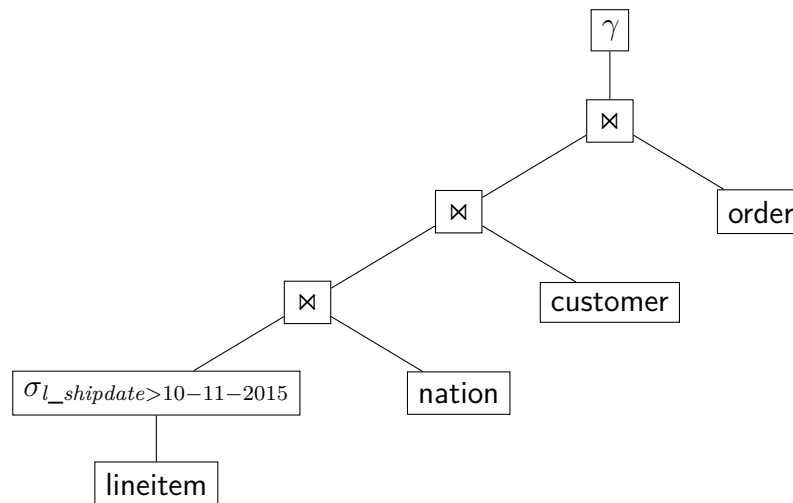 γ
⋈
⋈
order
⋈
customer
σl_shipdate>10−11−2015
nation
lineitem